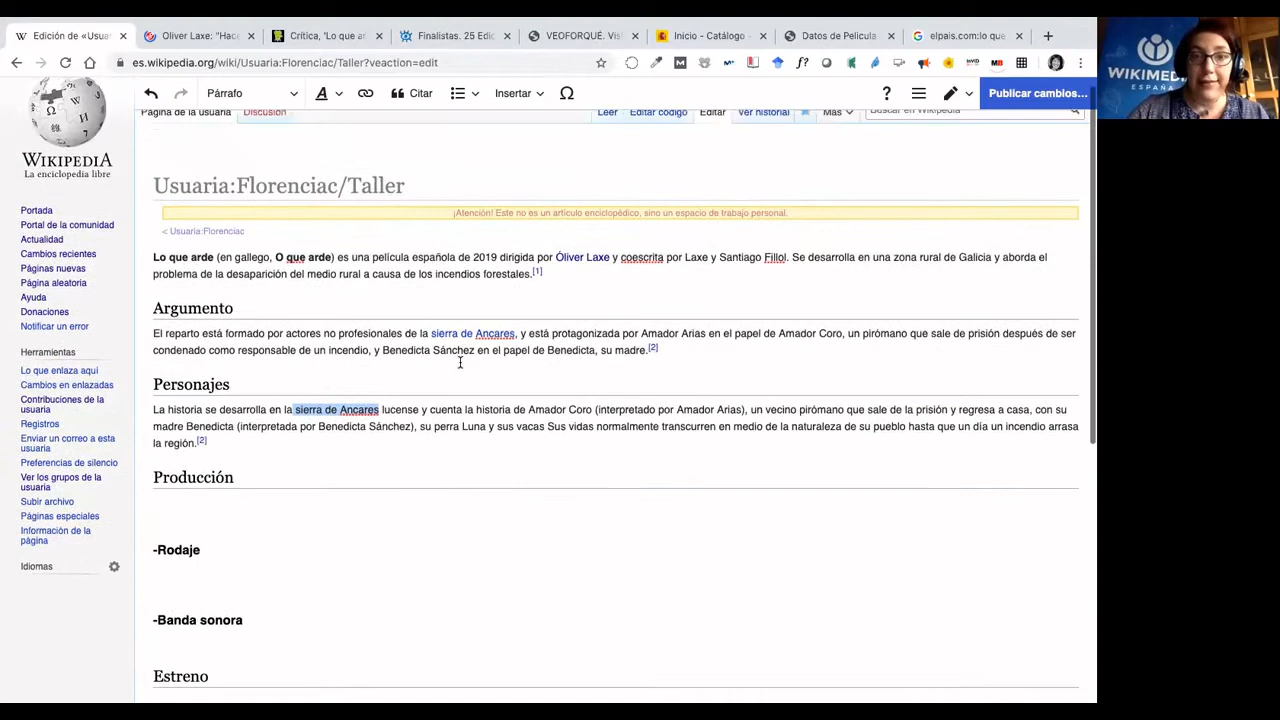 Edición de «Usua
Oliver Laxe: "Hace
Crítica, 'Lo que ar
Finalistas. 25 Edic
VEOFORQUÉ. Vis
Inicio - Catálogo
Datos de Película
elpais.com:lo que
es.wikipedia.org/wiki/Usuaria:Florenciac/Taller?veaction=edit
Párrafo
A
Citar
Insertar
Ω
?
Publicar cambios...
Página de la usuaria
Discusión
Leer
Editar código
Editar
Ver historial
Más
Buscar en Wikipedia
WIKIPEDIA
La enciclopedia libre
Portada
Portal de la comunidad
Actualidad
Cambios recientes
Páginas nuevas
Página aleatoria
Ayuda
Donaciones
Notificar un error
Herramientas
Lo que enlaza aquí
Cambios en enlazadas
Contribuciones de la
usuaria
Registros
Enviar un correo a esta
usuaria
Preferencias de silencio
Ver los grupos de la
usuaria
Subir archivo
Páginas especiales
Información de la
página
Idiomas
Usuaria:Florenciac/Taller
¡Atención! Este no es un artículo enciclopédico, sino un espacio de trabajo personal.
< Usuaria:Florenciac
Lo que arde (en gallego, O que arde) es una película española de 2019 dirigida por Óliver Laxe y coescrita por Laxe y Santiago Fillol. Se desarrolla en una zona rural de Galicia y aborda el
problema de la desaparición del medio rural a causa de los incendios forestales.[1]
Argumento
El reparto está formado por actores no profesionales de la sierra de Ancares, y está protagonizada por Amador Arias en el papel de Amador Coro, un pirómano que sale de prisión después de ser
condenado como responsable de un incendio, y Benedicta Sánchez en el papel de Benedicta, su madre.[2]
Personajes
La historia se desarrolla en la sierra de Ancares lucense y cuenta la historia de Amador Coro (interpretado por Amador Arias), un vecino pirómano que sale de la prisión y regresa a casa, con su
madre Benedicta (interpretada por Benedicta Sánchez), su perra Luna y sus vacas Sus vidas normalmente transcurren en medio de la naturaleza de su pueblo hasta que un día un incendio arrasa
la región.[2]
Producción
-Rodaje
-Banda sonora
Estreno
WIKIMEDI
ESPAÑA